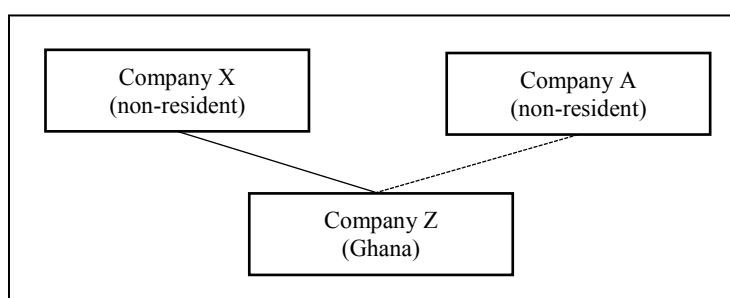 Company X
(non-resident)
Company A
(non-resident)
Company Z
(Ghana)